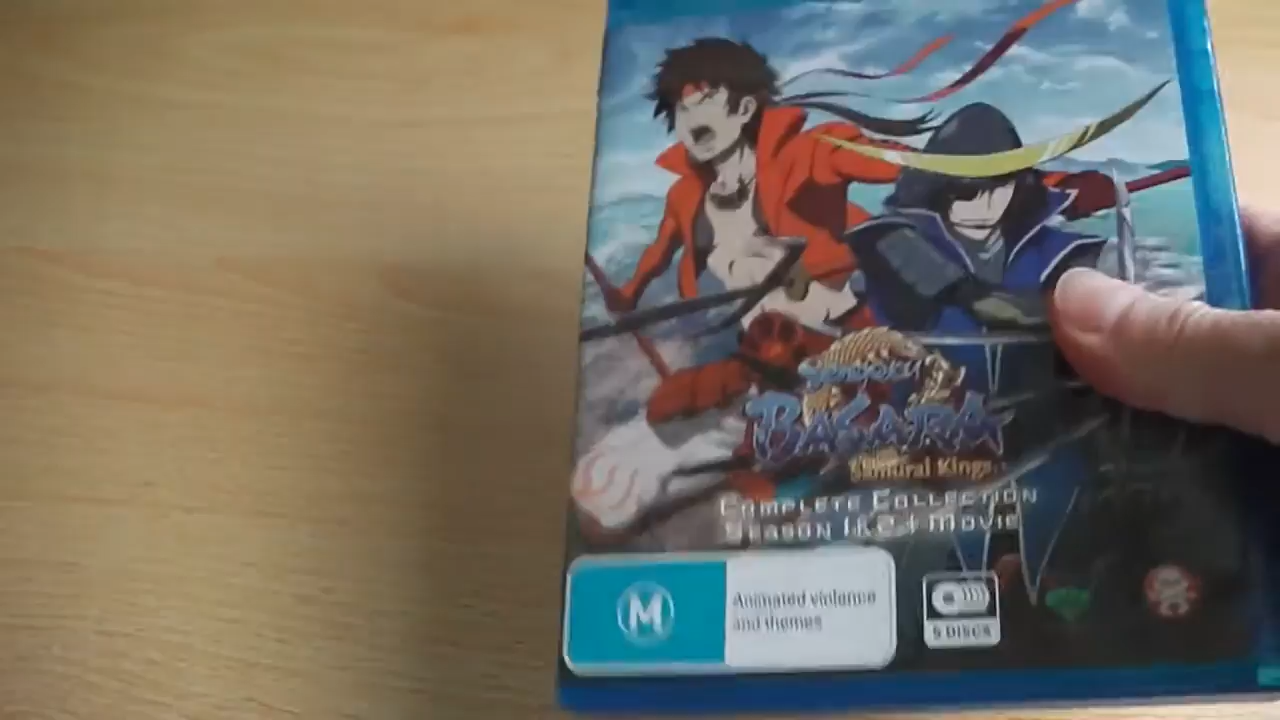 Sengoku
BASARA
Samurai Kings
COMPLETE COLLECTION
SEASON 1 & 2 + MOVIE
M
Animated violence
and themes
5 DISCS